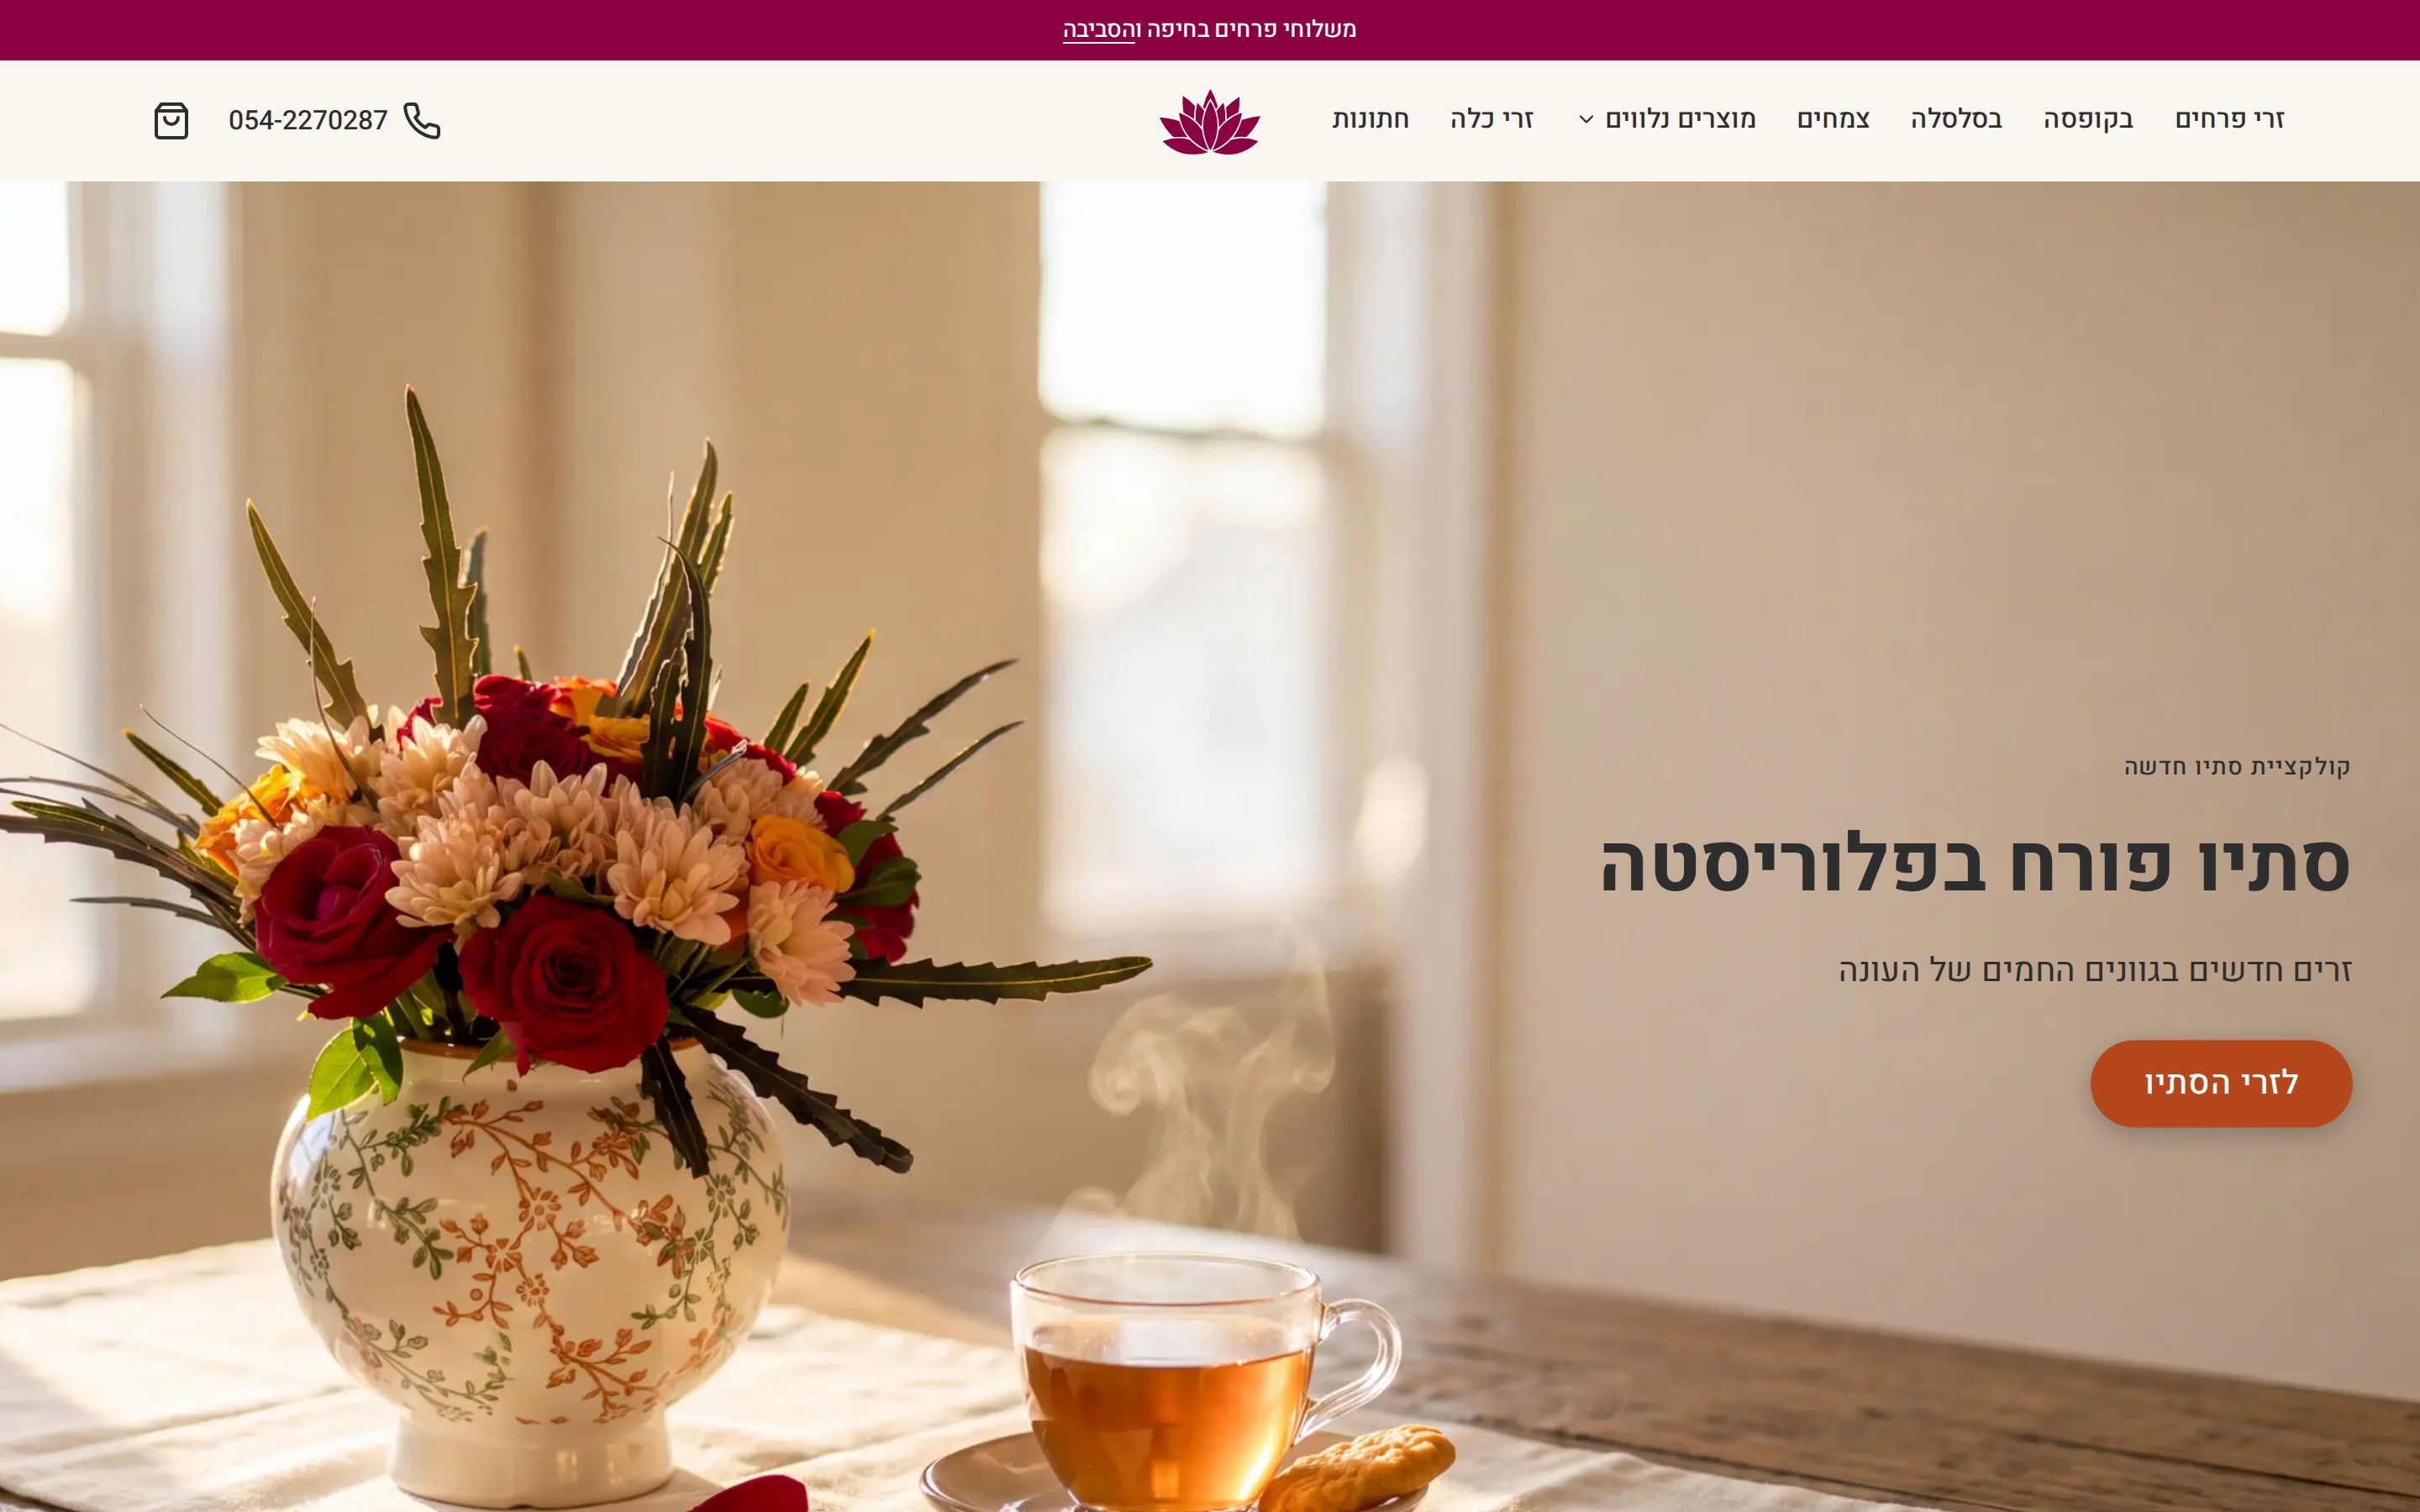 משלוחי פרחים בחיפה והסביבה
זרי פרחים בקופסה בסלסלה צמחים מוצרים נלווים זרי כלה חתונות
054-2270287
קולקציית סתיו חדשה
סתיו פורח בפלוריסטה
זרים חדשים בגוונים החמים של העונה
לזרי הסתיו